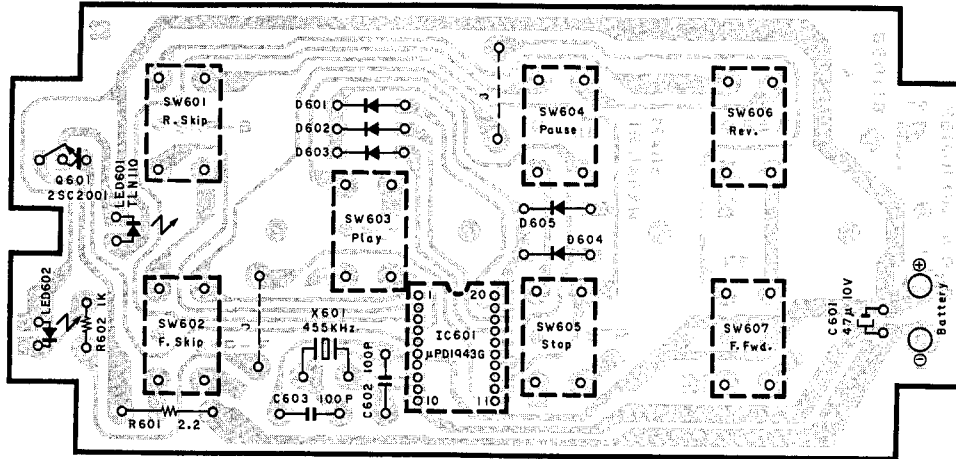 SW601
R. Skip
D601
D602
D603
J
SW604
Pause
SW606
Rev.
Q601
2SC2001
LED601
TLN110
SW603
Play
D605
D604
LED602
R602 1K
SW602
F. Skip
J
X601
455KHz
1 20
IC601
μPD1943G
10 11
SW605
Stop
SW607
F. Fwd.
C601
47μ 10V
Battery
C603 100P
C602 100P
R601 2.2